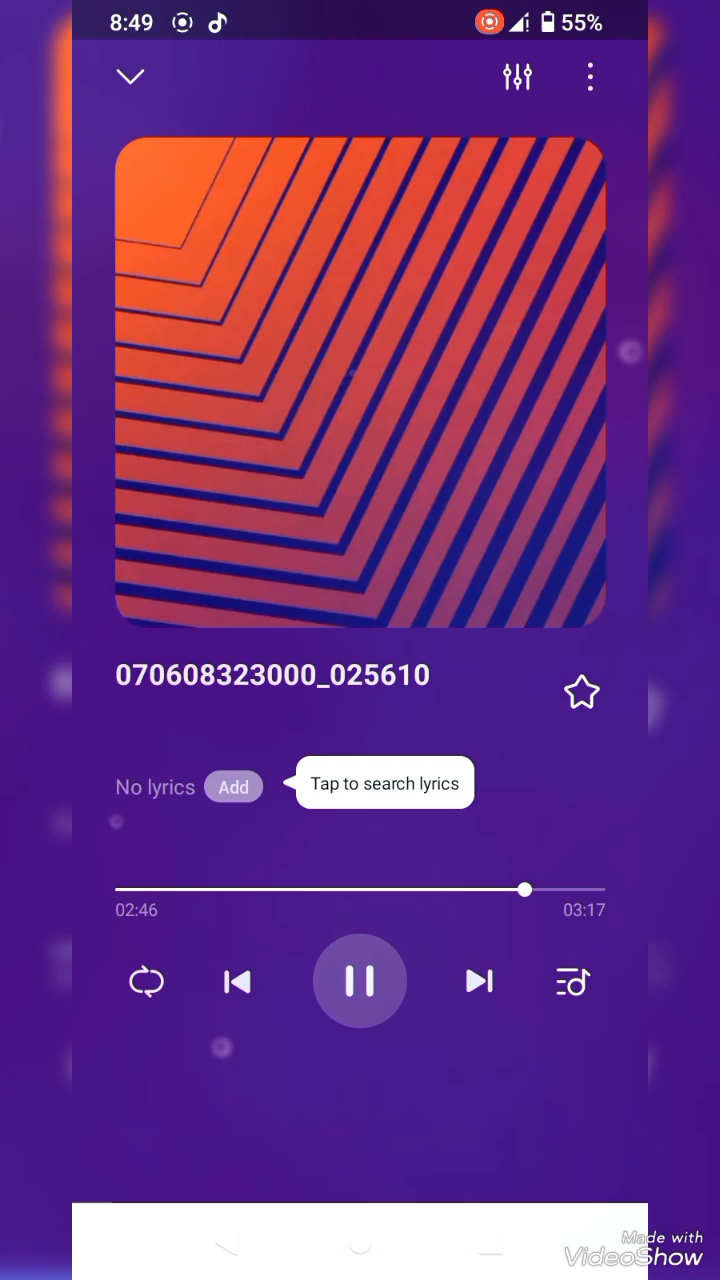 8:49 55%
070608323000_025610
No lyrics Add Tap to search lyrics
02:46 03:17
Made with
VideoShow